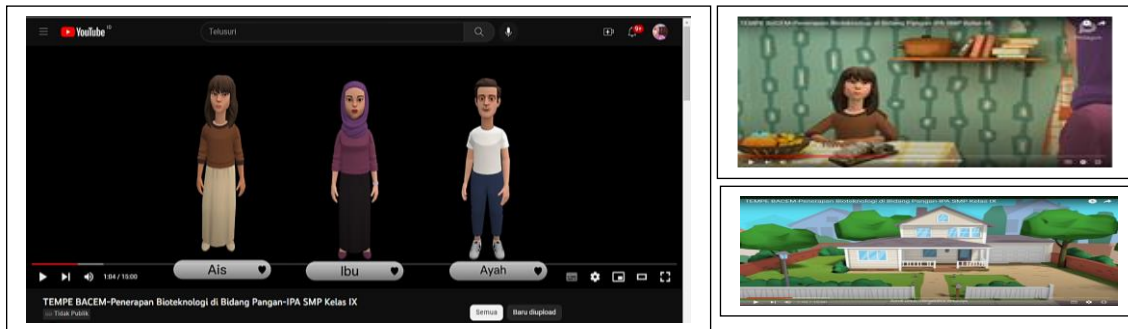 YouTube ID
Telusuri
9+
Ais
Ibu
Ayah
1:04 / 15:00
TEMPE BACEM-Penerapan Bioteknologi di Bidang Pangan-IPA SMP Kelas IX
Tidak Publik
Semua
Baru diupload
TEMPE BACEM-Penerapan Bioteknologi di Bidang Pangan-IPA SMP Kelas IX
TEMPE BACEM-Penerapan Bioteknologi di Bidang Pangan-IPA SMP Kelas IX